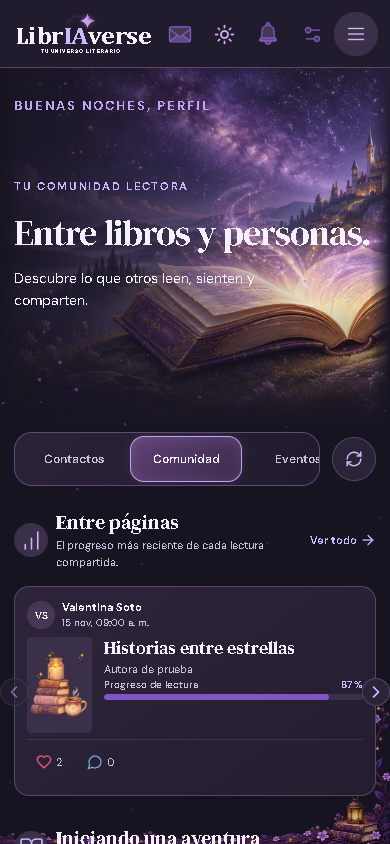 LibrIAverse
TU UNIVERSO LITERARIO
BUENAS NOCHES, PERFIL
TU COMUNIDAD LECTORA
Entre libros y personas.
Descubre lo que otros leen, sienten y
comparten.
Contactos
Comunidad
Eventos
Entre páginas
El progreso más reciente de cada lectura
compartida.
Ver todo
VS
Valentina Soto
15 nov, 09:00 a. m.
Historias entre estrellas
Autora de prueba
Progreso de lectura
87%
2
0
Iniciando una aventura